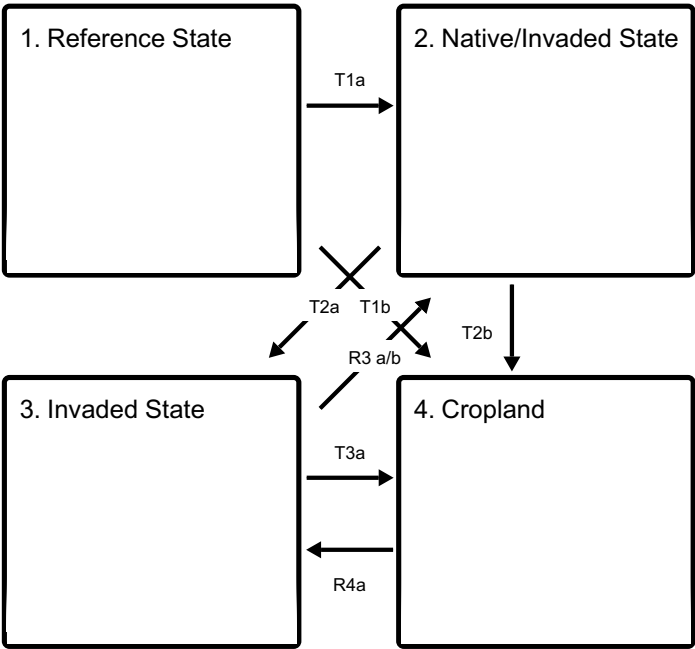 1. Reference State
2. Native/Invaded State
T1a
T2a
T1b
T2b
R3 a/b
3. Invaded State
4. Cropland
T3a
R4a